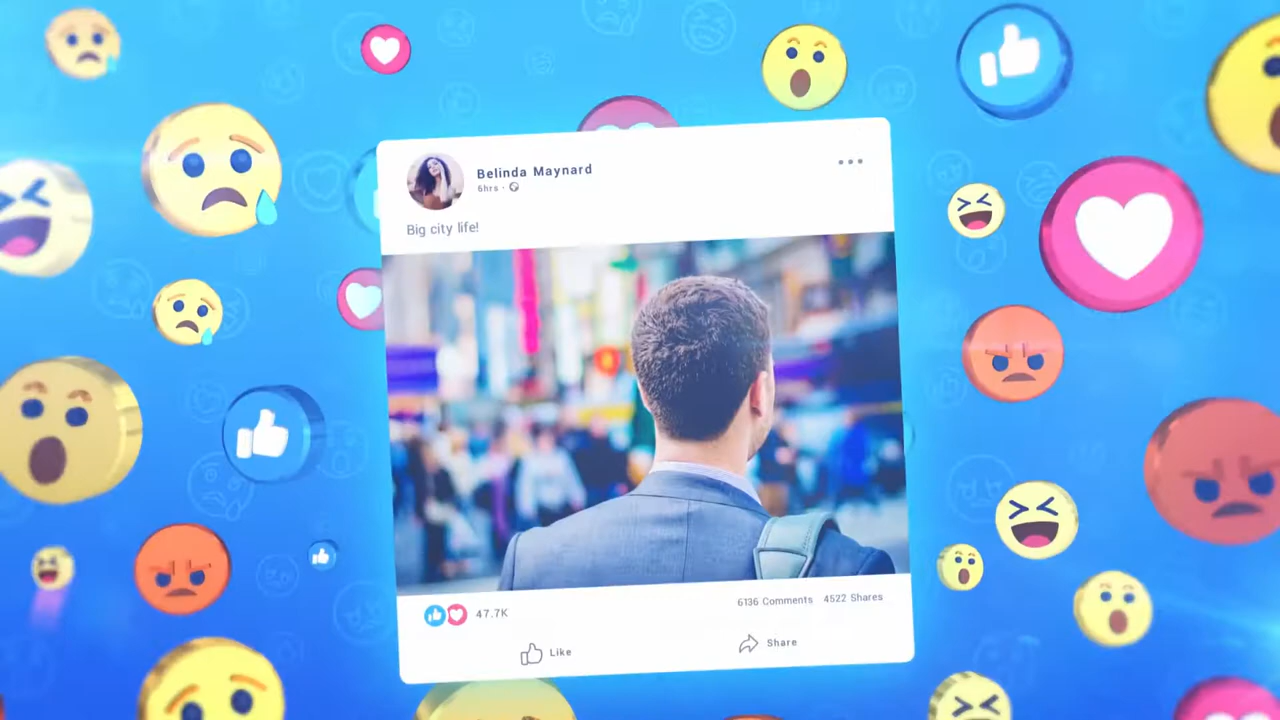 Belinda Maynard
6hrs ·
Big city life!
47.7K
6136 Comments 4522 Shares
Like
Share